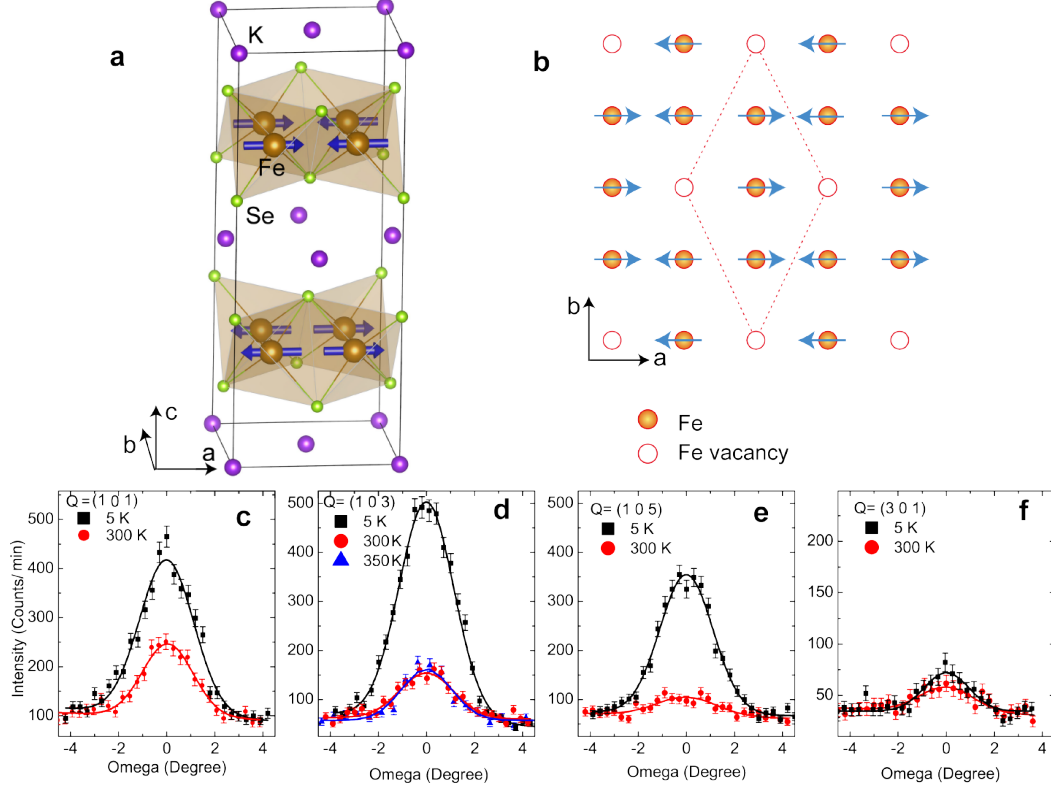 a
K
Fe
Se
c
b
a
b
b
a
Fe
Fe vacancy
Q= (1 0 1)
5 K
300 K
c
Q = (1 0 3)
5 K
300 K
350 K
d
Q= (1 0 5)
5 K
300 K
e
Q = (3 0 1)
5 K
300 K
f
Intensity (Counts/ min)
500
400
300
200
100
-4 -2 0 2 4
Omega (Degree)
500
400
300
200
100
-4 -2 0 2 4
Omega (Degree)
500
400
300
200
100
-4 -2 0 2 4
Omega (Degree)
200
150
100
50
-4 -2 0 2 4
Omega (Degree)